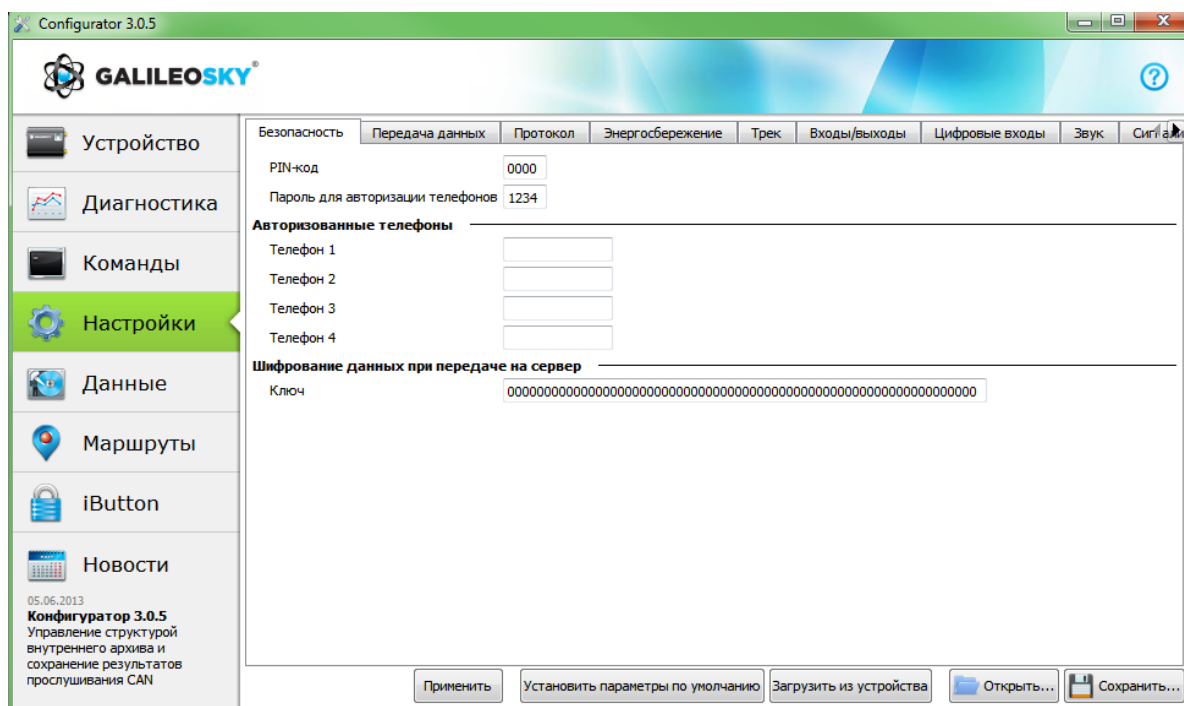 Configurator 3.0.5
GALILEOSKY®
Устройство
Диагностика
Команды
Настройки
Данные
Маршруты
iButton
Новости
05.06.2013
Конфигуратор 3.0.5
Управление структурой
внутреннего архива и
сохранение результатов
прослушивания CAN
Безопасность Передача данных Протокол Энергосбережение Трек Входы/выходы Цифровые входы Звук
PIN-код 0000
Пароль для авторизации телефонов 1234
Авторизованные телефоны
Телефон 1
Телефон 2
Телефон 3
Телефон 4
Шифрование данных при передаче на сервер
Ключ 0000000000000000000000000000000000000000000000000000000000000000
Применить Установить параметры по умолчанию Загрузить из устройства Открыть... Сохранить...